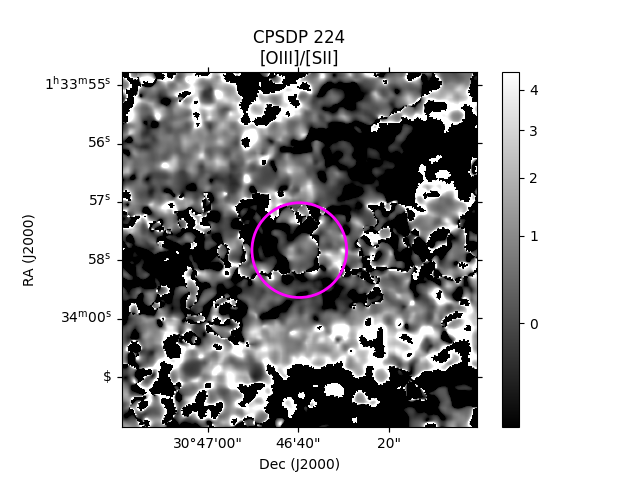 CPSDP 224
[OIII]/[SII]
1ʰ33ᵐ55ˢ
56ˢ
57ˢ
58ˢ
34ᵐ00ˢ
$
RA (J2000)
30°47'00"
46'40"
20"
Dec (J2000)
4
3
2
1
0